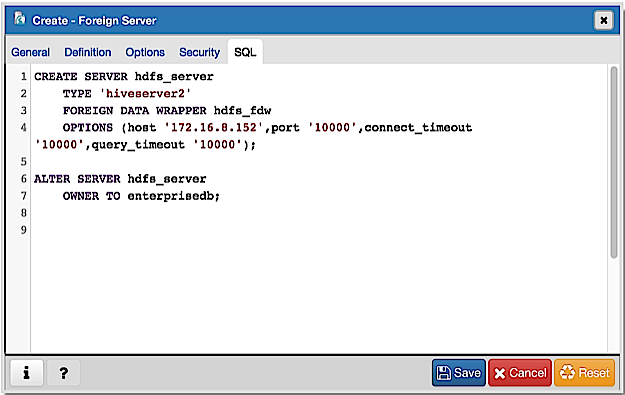 Create - Foreign Server
General Definition Options Security SQL
1 CREATE SERVER hdfs_server
2 TYPE 'hiveserver2'
3 FOREIGN DATA WRAPPER hdfs_fdw
4 OPTIONS (host '172.16.8.152',port '10000',connect_timeout
'10000',query_timeout '10000');
5
6 ALTER SERVER hdfs_server
7 OWNER TO enterprisedb;
8
9
i ? Save Cancel Reset